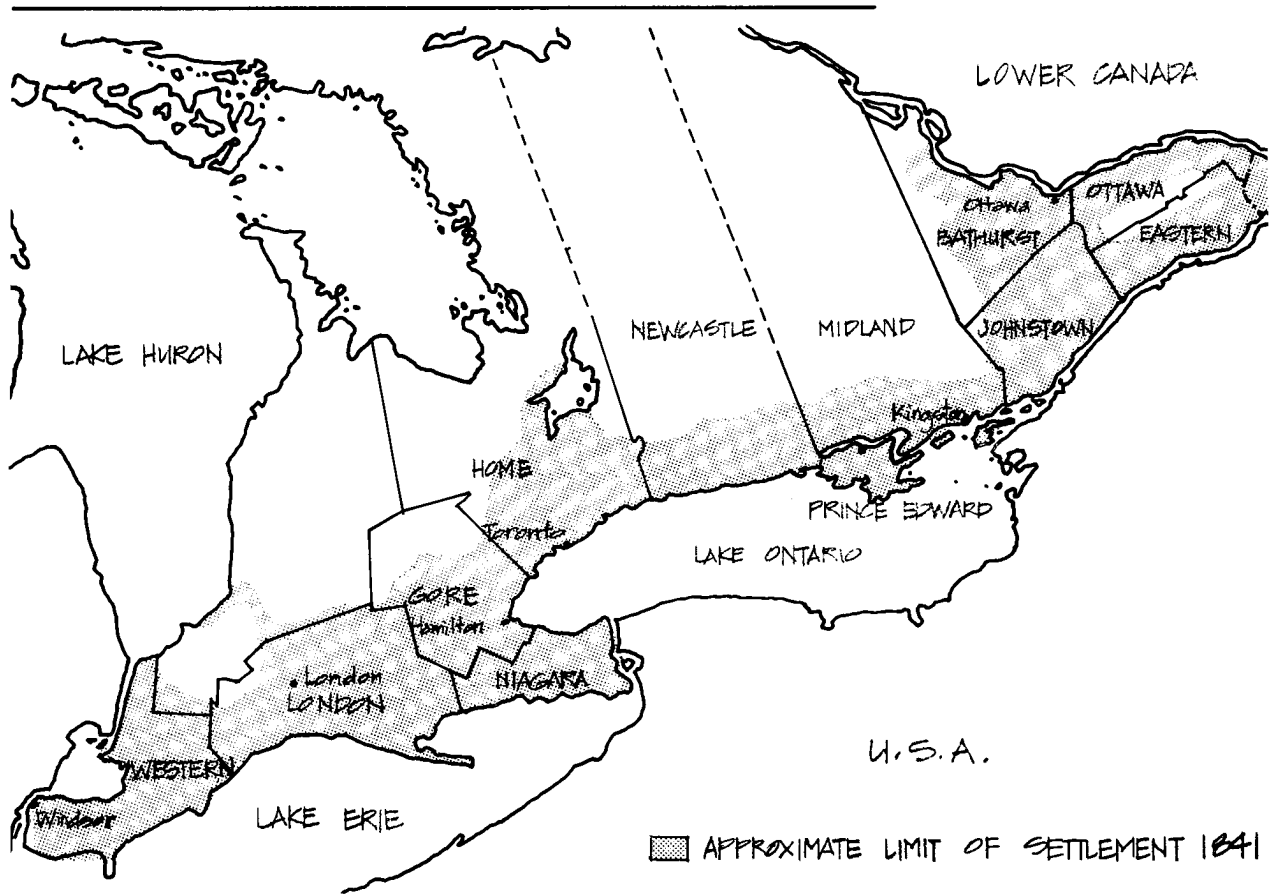 LOWER CANADA
OTTAWA
Ottawa
BATHURST
EASTERN
NEWCASTLE
MIDLAND
JOHNSTOWN
LAKE HURON
Kingston
HOME
PRINCE EDWARD
Toronto
LAKE ONTARIO
GORE
Hamilton
London
NIAGARA
LONDON
U.S.A.
WESTERN
Windsor
LAKE ERIE
APPROXIMATE LIMIT OF SETTLEMENT 1841